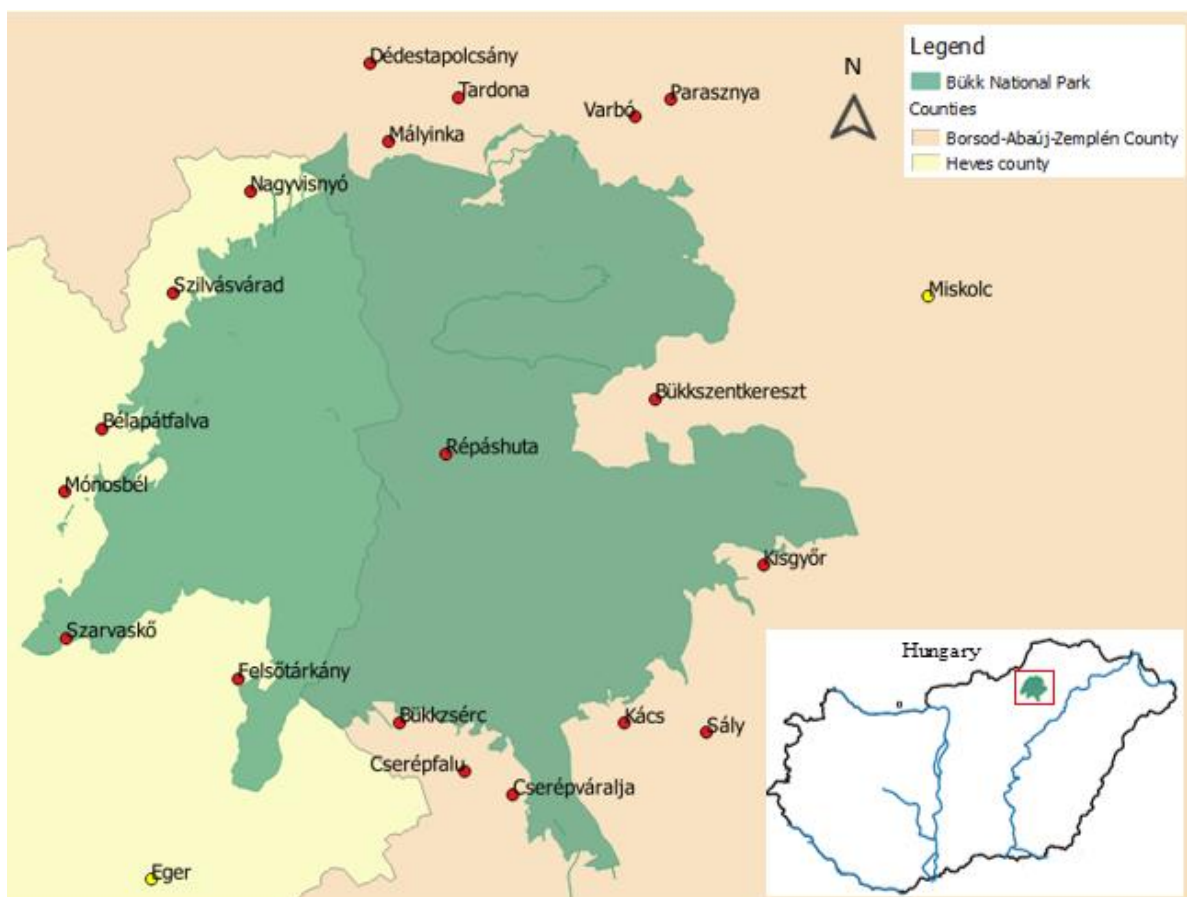 Dédestapolcsány
Tardona
Varbó
Parasznya
Mályinka
Nagyvisnyó
Szilvásvárad
Miskolc
Bükkszentkereszt
Bélapátfalva
Répáshuta
Mónosbél
Kisgyőr
Szarvaskő
Felsőtárkány
Bükkzsérc
Kács
Sály
Cserépfalu
Cserépváralja
Eger
N
Legend
Bükk National Park
Counties
Borsod-Abaúj-Zemplén County
Heves county
Hungary